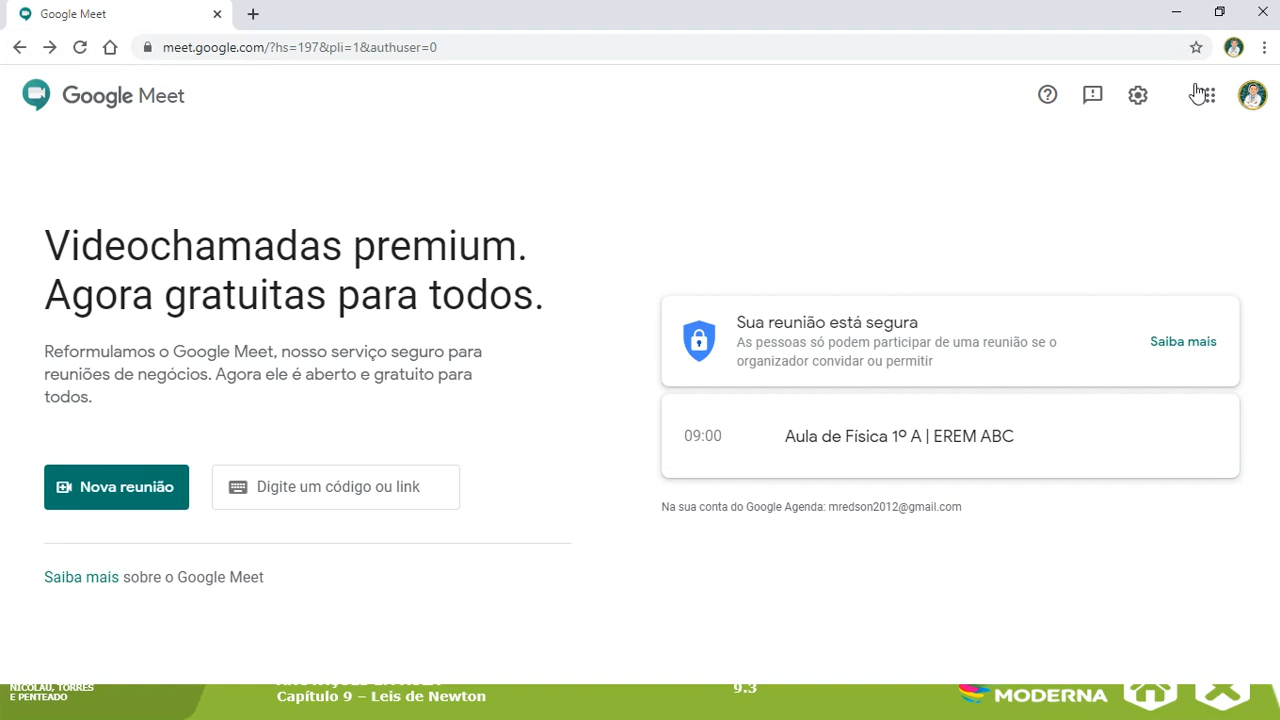 Google Meet
meet.google.com/?hs=197&pli=1&authuser=0
Google Meet
Videochamadas premium.
Agora gratuitas para todos.
Reformulamos o Google Meet, nosso serviço seguro para
reuniões de negócios. Agora ele é aberto e gratuito para
todos.
Nova reunião
Digite um código ou link
Saiba mais sobre o Google Meet
Sua reunião está segura
As pessoas só podem participar de uma reunião se o
organizador convidar ou permitir
Saiba mais
09:00 Aula de Física 1º A | EREM ABC
Na sua conta do Google Agenda: mredson2012@gmail.com
NICOLAU, TORRES
E PENTEADO
Capítulo 9 – Leis de Newton
9.3
MODERNA